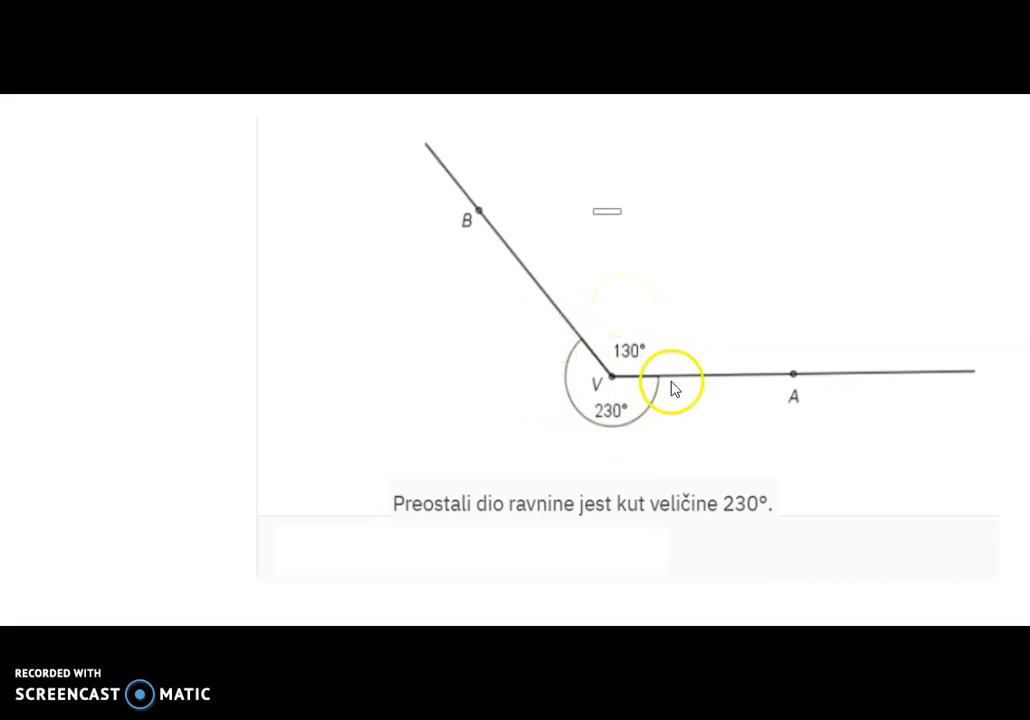 B
130°
V
A
230°
Preostali dio ravnine jest kut veličine 230°.
RECORDED WITH
SCREENCAST MATIC